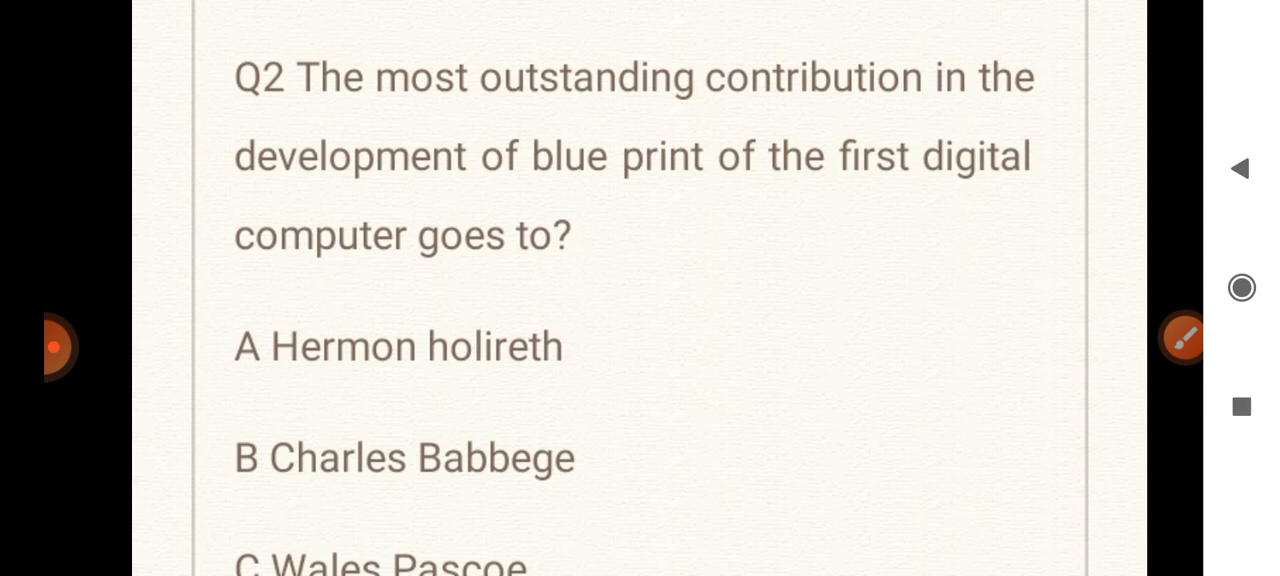 Q2 The most outstanding contribution in the
development of blue print of the first digital
computer goes to?
A Hermon holireth
B Charles Babbege
C Wales Pascoe